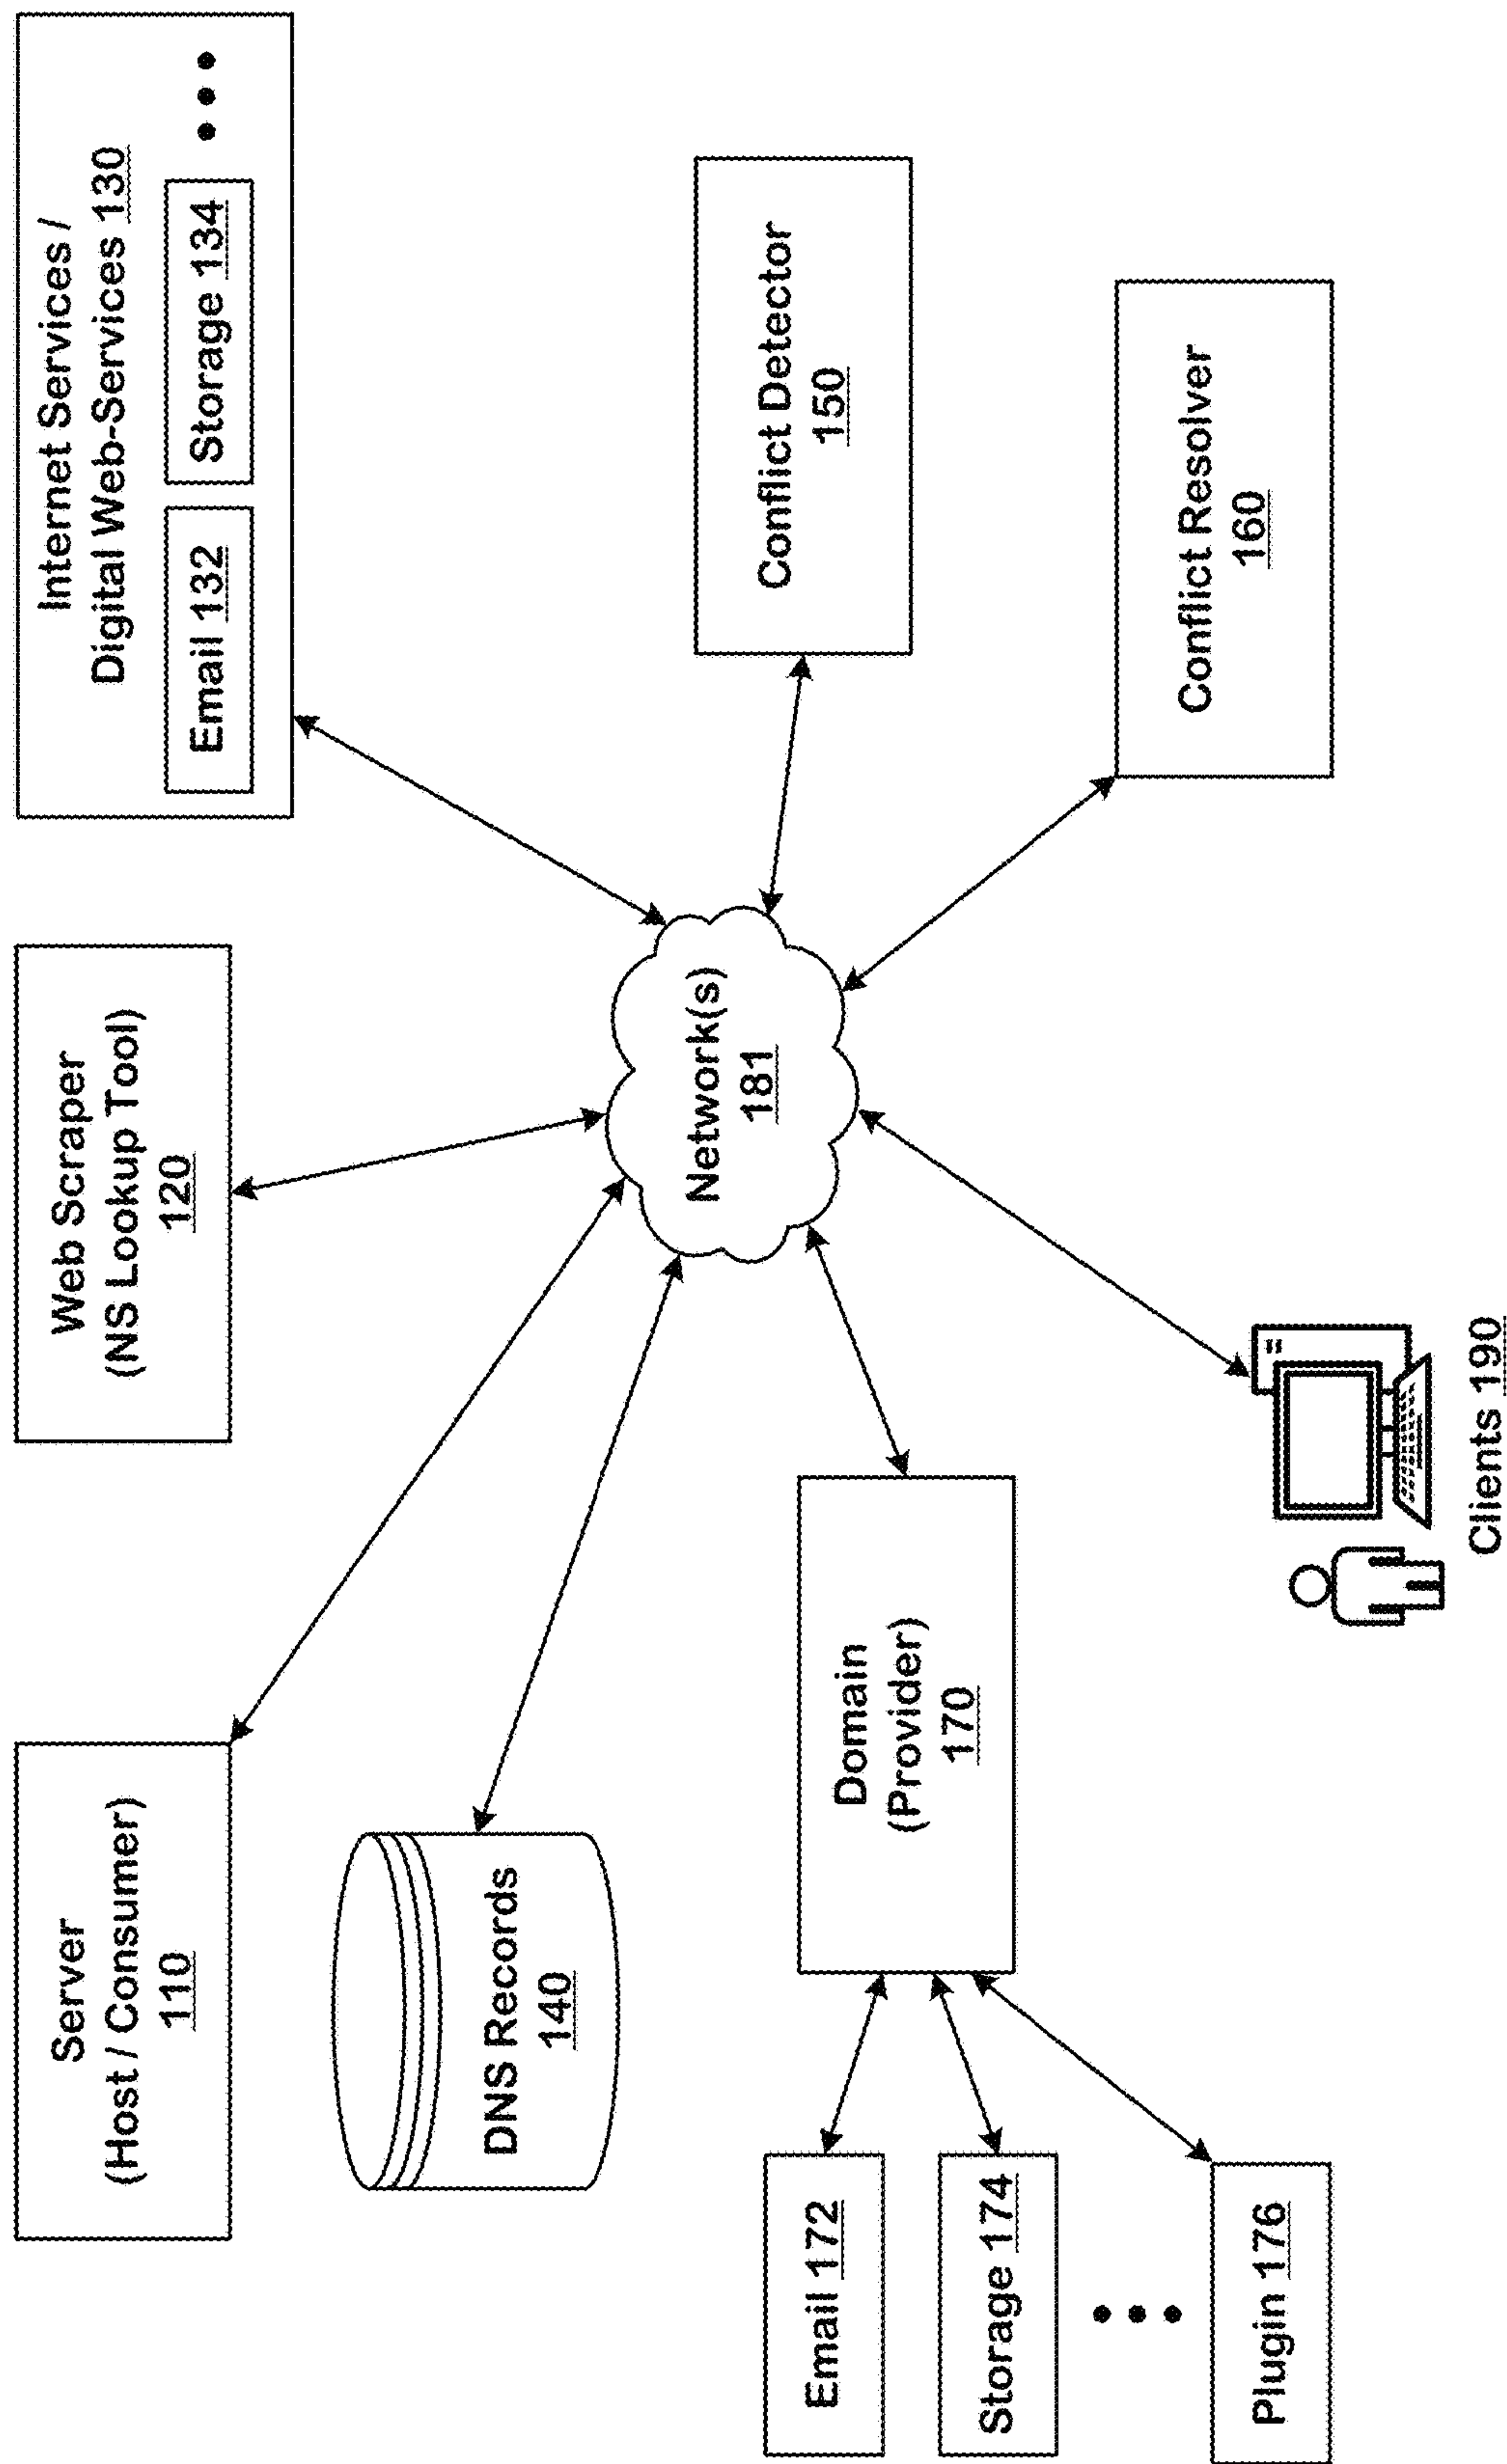 Server
(Host / Consumer)
110
Web Scraper
(NS Lookup Tool)
120
Internet Services /
Digital Web-Services 130
Email 132
Storage 134
DNS Records
140
Network(s)
181
Conflict Detector
150
Domain
(Provider)
170
Email 172
Storage 174
Plugin 176
Conflict Resolver
160
Clients 190